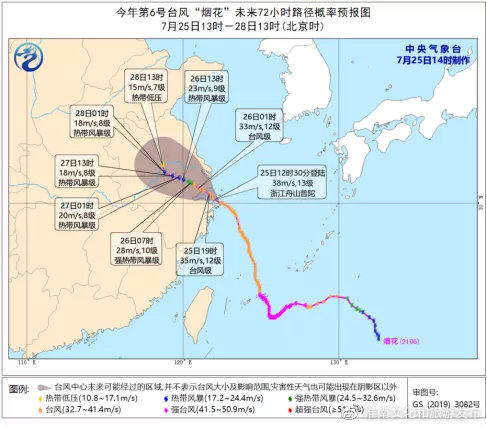 今年第6号台风“烟花”未来72小时路径概率预报图
7月25日13时—28日13时(北京时)
中央气象台
7月25日14时制作
28日13时
15m/s,7级
热带低压
26日13时
23m/s,9级
热带风暴级
28日01时
18m/s,8级
热带风暴级
26日01时
33m/s,12级
台风级
27日13时
18m/s,8级
热带风暴级
25日12时30分登陆
38m/s,13级
浙江舟山普陀
27日01时
20m/s,8级
热带风暴级
26日07时
28m/s,10级
强热带风暴级
25日19时
35m/s,12级
台风级
30°N
烟花(2106)
110°E
120°E
130°E
图例:
台风中心未来可能经过的区域,并不表示台风大小及影响范围,灾害性天气也可能出现在阴影区以外
热带低压(10.8~17.1m/s)
热带风暴(17.2~24.4m/s)
强热带风暴(24.5~32.6m/s)
台风(32.7~41.4m/s)
强台风(41.5~50.9m/s)
超强台风(≥51
审图号:
GS (2019) 3082号
淮南文化和旅游发布